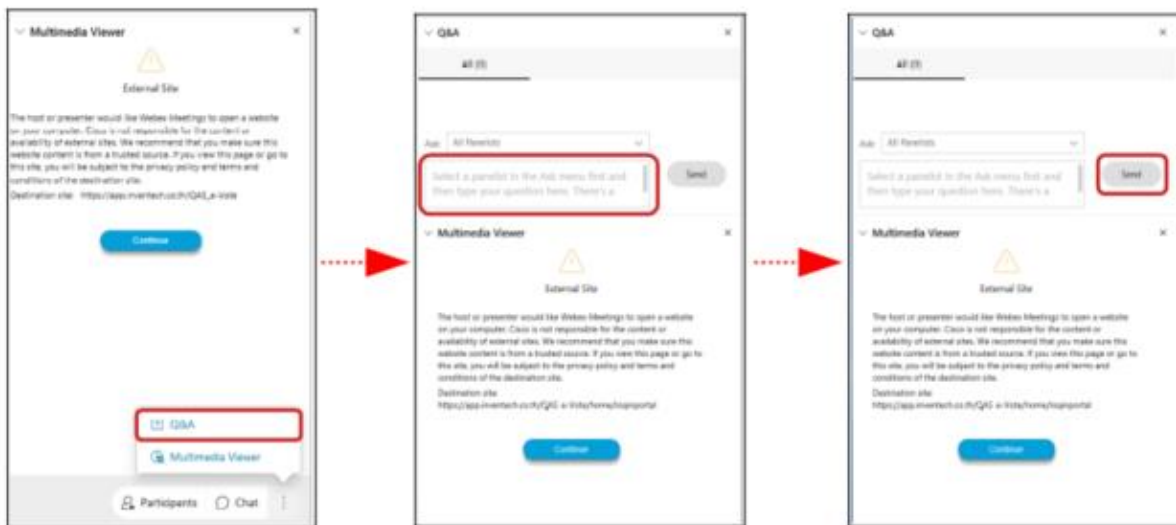 Multimedia Viewer
External Site
The host or presenter would like Webex Meetings to open a website
on your computer. Cisco is not responsible for the content or
availability of external sites. We recommend that you make sure this
website content is from a trusted source. If you view this page or go to
this site, you will be subject to the privacy policy and terms and
conditions of the destination site.
Destination site: https://app.inventech.co.th/QAS_e-Vote
Continue
Q&A
Multimedia Viewer
Participants
Chat
Q&A
All (0)
Ask: All Panelists
Select a panelist in the Ask menu first and
then type your question here. There's a
Send
Multimedia Viewer
External Site
The host or presenter would like Webex Meetings to open a website
on your computer. Cisco is not responsible for the content or
availability of external sites. We recommend that you make sure this
website content is from a trusted source. If you view this page or go to
this site, you will be subject to the privacy policy and terms and
conditions of the destination site.
Destination site:
Continue
Q&A
All (0)
Ask: All Panelists
Select a panelist in the Ask menu first and
then type your question here. There's a
Send
Multimedia Viewer
External Site
The host or presenter would like Webex Meetings to open a website
on your computer. Cisco is not responsible for the content or
availability of external sites. We recommend that you make sure this
website content is from a trusted source. If you view this page or go to
this site, you will be subject to the privacy policy and terms and
conditions of the destination site.
Destination site:
Continue